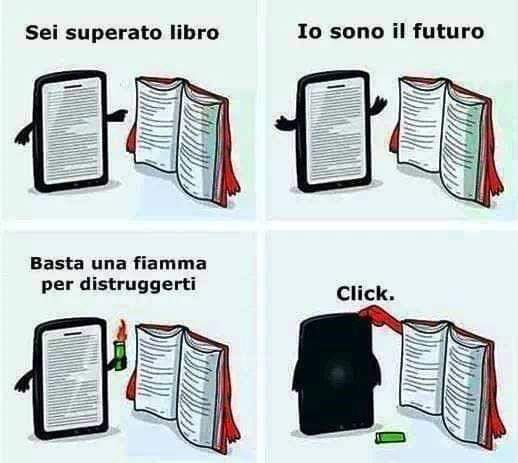 Sei superato libro
Io sono il futuro
Basta una fiamma
per distruggerti
Click.